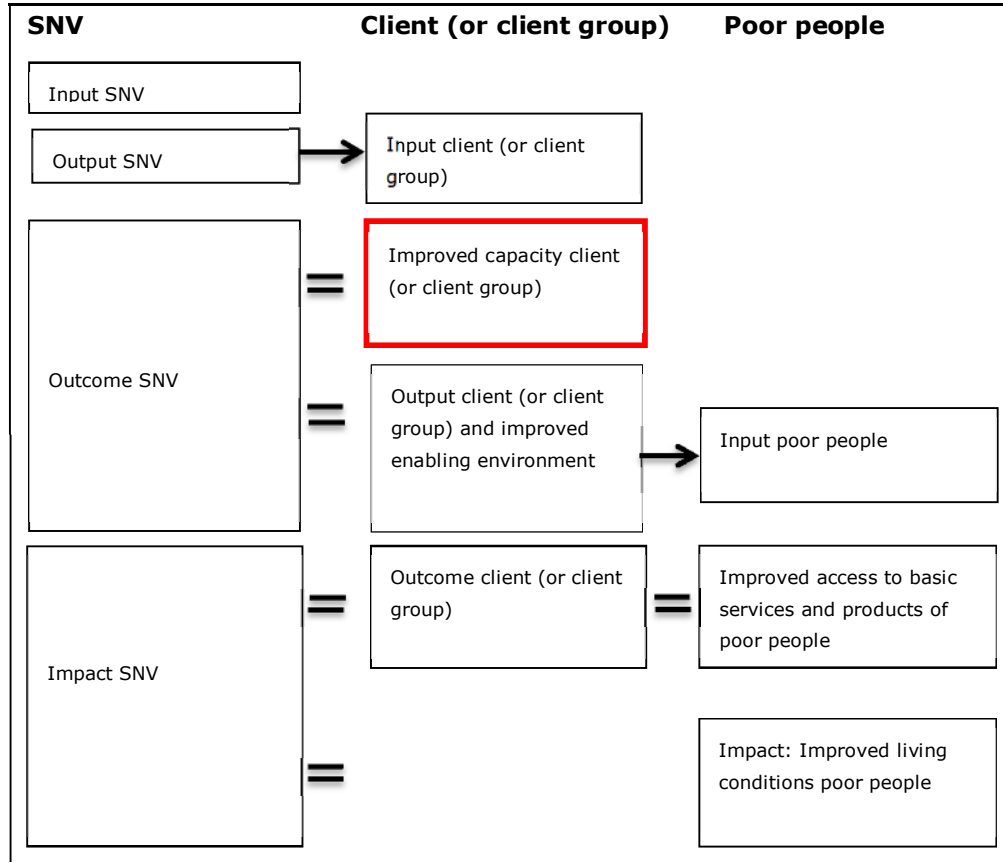 SNV Client (or client group) Poor people
Input SNV
Output SNV
Input client (or client
group)
Improved capacity client
(or client group)
Outcome SNV
Output client (or client
group) and improved
enabling environment
Input poor people
Outcome client (or client
group)
Improved access to basic
services and products of
poor people
Impact SNV
Impact: Improved living
conditions poor people